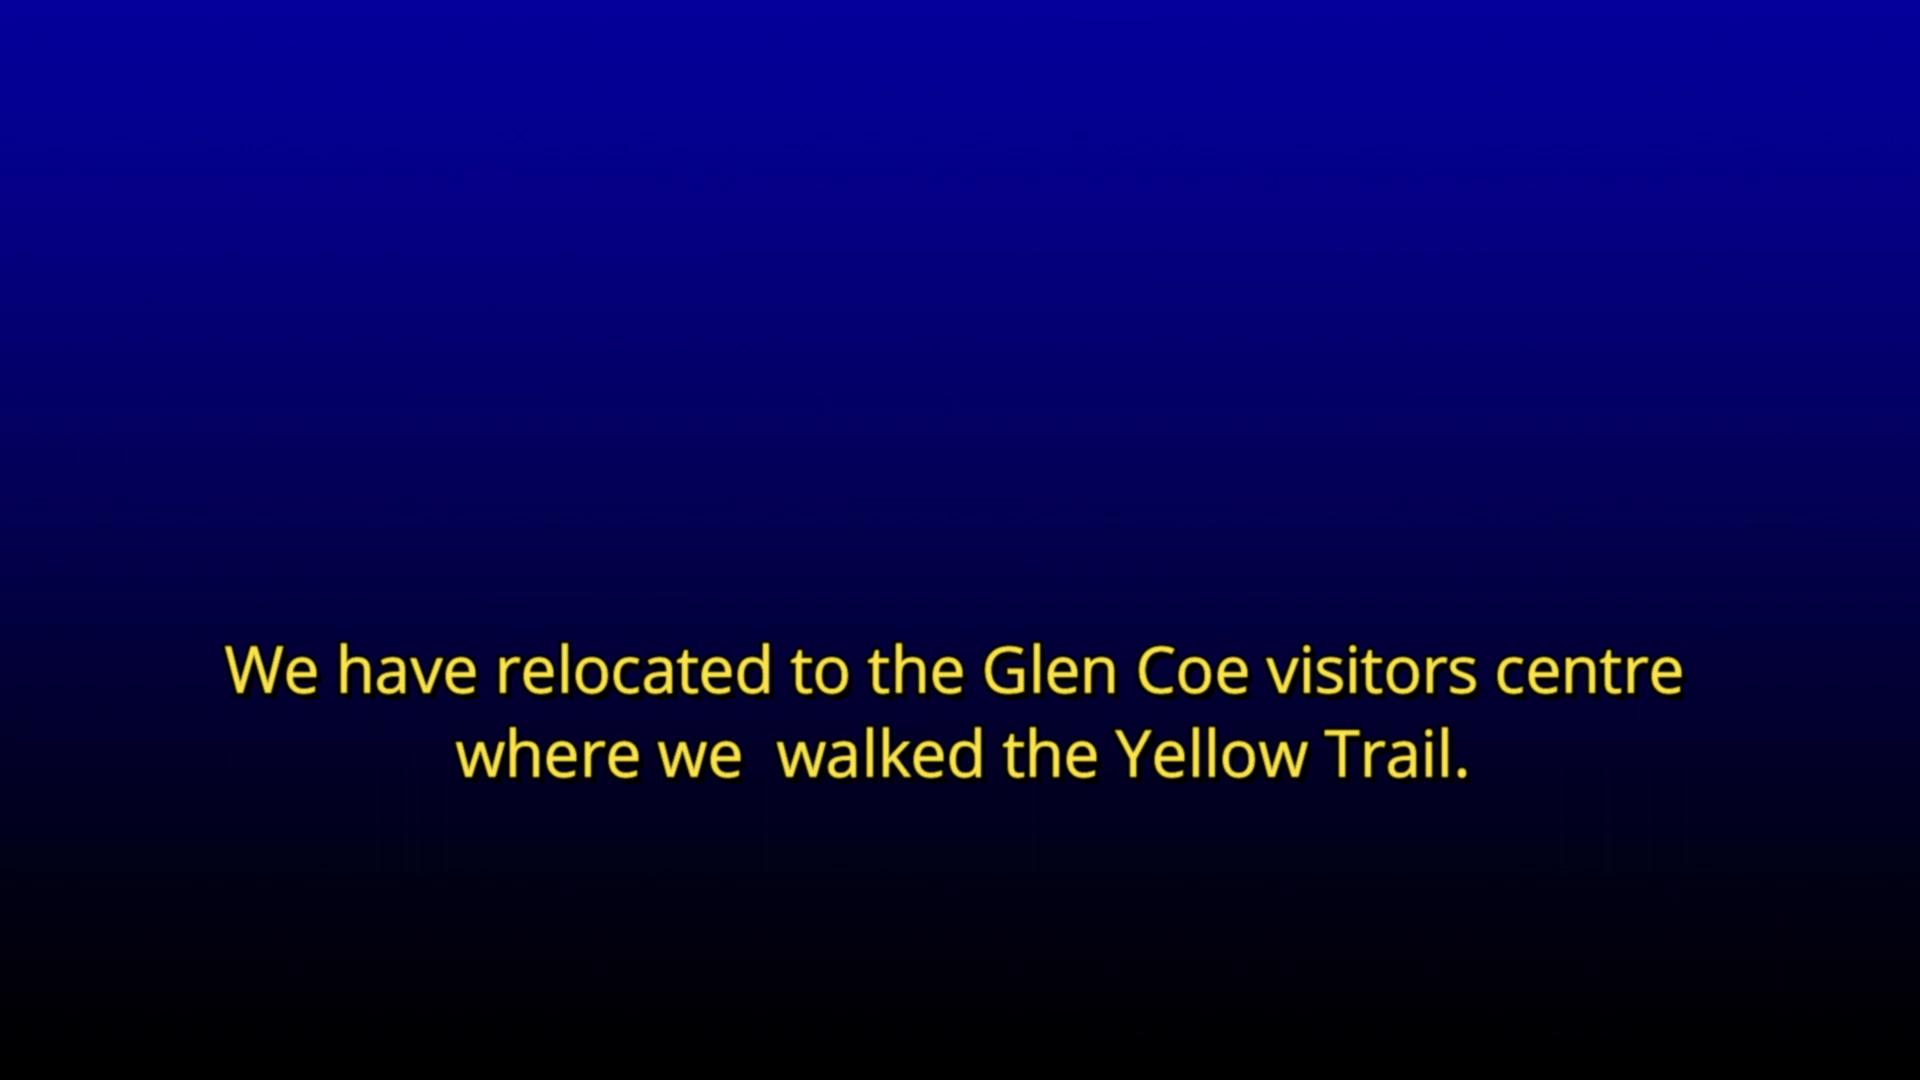 We have relocated to the Glen Coe visitors centre
where we  walked the Yellow Trail.